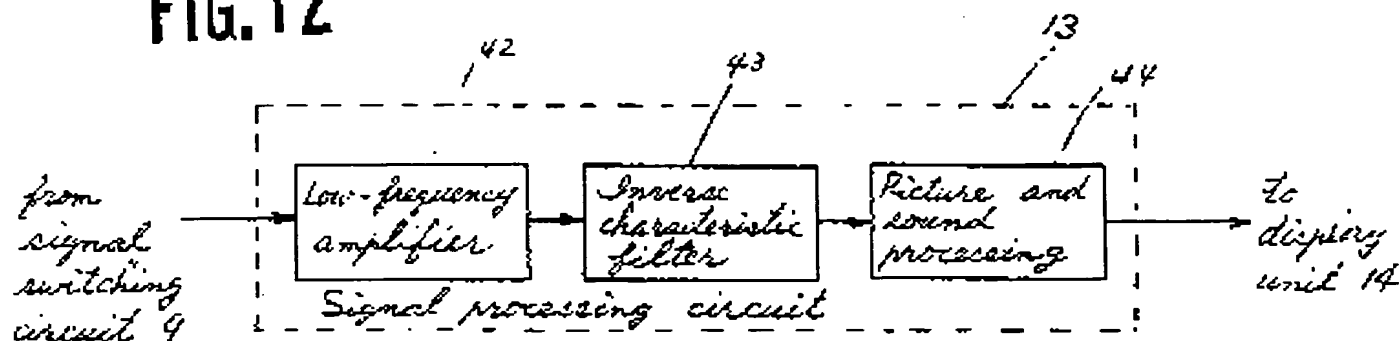 FIG. 12
42
43
13
44
from
signal
switching
circuit 9
Low-frequency
amplifier
Inverse
characteristic
filter
Picture and
sound
processing
to
display
unit 14
Signal processing circuit